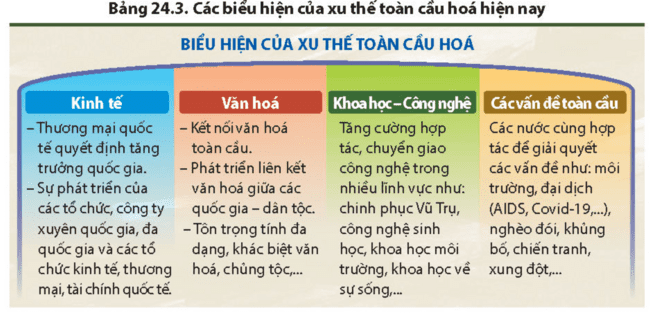 Bảng 24.3. Các biểu hiện của xu thế toàn cầu hoá hiện nay
BIỂU HIỆN CỦA XU THẾ TOÀN CẦU HOÁ
Kinh tế
– Thương mại quốc
tế quyết định tăng
trưởng quốc gia.
– Sự phát triển của
các tổ chức, công ty
xuyên quốc gia, đa
quốc gia và các tổ
chức kinh tế, thương
mại, tài chính quốc tế.
Văn hoá
– Kết nối văn hoá
toàn cầu.
– Phát triển liên kết
văn hoá giữa các
quốc gia – dân tộc.
– Tôn trọng tính đa
dạng, khác biệt văn
hoá, chủng tộc,...
Khoa học – Công nghệ
Tăng cường hợp
tác, chuyển giao
công nghệ trong
nhiều lĩnh vực như:
chinh phục Vũ Trụ,
công nghệ sinh
học, khoa học môi
trường, khoa học về
sự sống,...
Các vấn đề toàn cầu
Các nước cùng hợp
tác để giải quyết
các vấn đề như: môi
trường, đại dịch
(AIDS, Covid-19,...),
nghèo đói, khủng
bố, chiến tranh,
xung đột,...